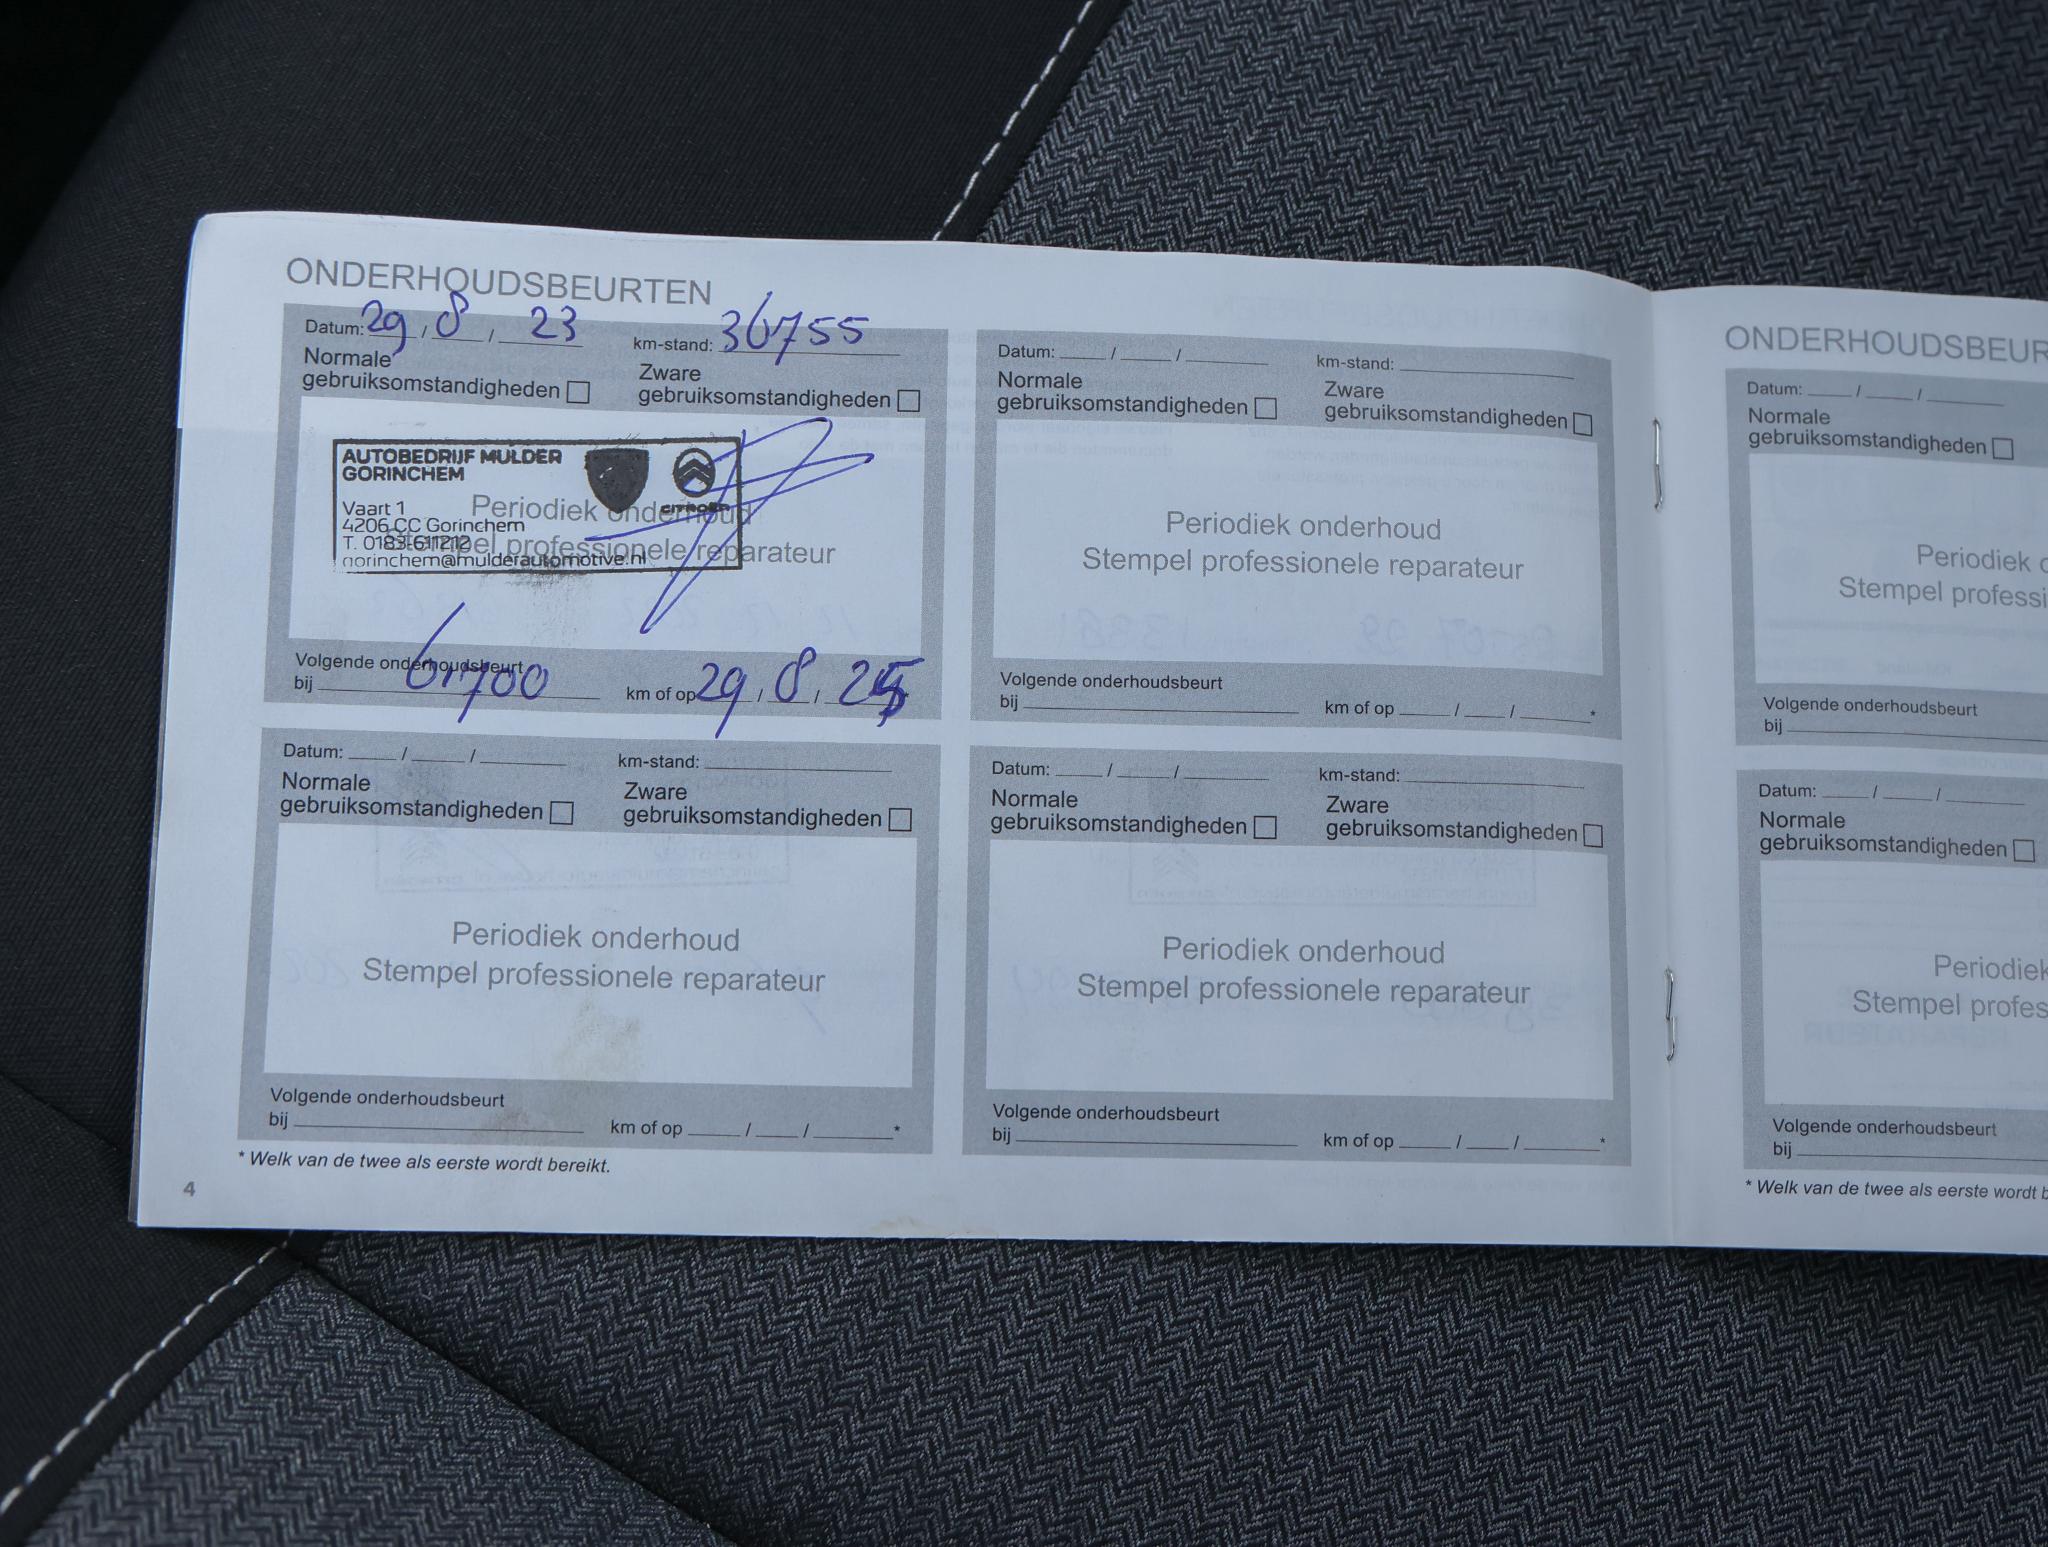 ONDERHOUDSBEURTEN
Datum: 29 / 8 / 23 km-stand: 36755
Normale
gebruiksomstandigheden
Zware
gebruiksomstandigheden
AUTOBEDRIJF MULDER
GORINCHEM
Vaart 1
4206 CC Gorinchem
T. 0183-611212
gorinchem@mulderautomotive.nl
CITROËN
Periodiek onderhoud
Stempel professionele reparateur
Volgende onderhoudsbeurt
bij 61700 km of op 29 / 8 / 25 *
Datum: / / km-stand:
Normale
gebruiksomstandigheden
Zware
gebruiksomstandigheden
Periodiek onderhoud
Stempel professionele reparateur
Volgende onderhoudsbeurt
bij km of op / / *
Datum: / / km-stand:
Normale
gebruiksomstandigheden
Zware
gebruiksomstandigheden
Periodiek onderhoud
Stempel professionele reparateur
Volgende onderhoudsbeurt
bij km of op / / *
Datum: / / km-stand:
Normale
gebruiksomstandigheden
Zware
gebruiksomstandigheden
Periodiek onderhoud
Stempel professionele reparateur
Volgende onderhoudsbeurt
bij km of op / / *
* Welk van de twee als eerste wordt bereikt.
4
ONDERHOUDSBEUR
Datum: / /
Normale
gebruiksomstandigheden
Periodiek o
Stempel professi
Volgende onderhoudsbeurt
bij
Datum: / /
Normale
gebruiksomstandigheden
Periodiek
Stempel profes
Volgende onderhoudsbeurt
bij
* Welk van de twee als eerste wordt b